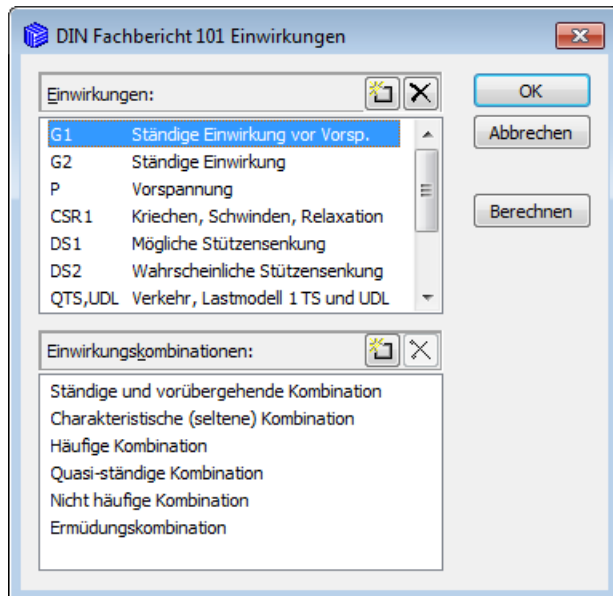 DIN Fachbericht 101 Einwirkungen
Einwirkungen:
OK
G1 Ständige Einwirkung vor Vorsp.
Abbrechen
G2 Ständige Einwirkung
P Vorspannung
CSR1 Kriechen, Schwinden, Relaxation
Berechnen
DS1 Mögliche Stützensenkung
DS2 Wahrscheinliche Stützensenkung
QTS,UDL Verkehr, Lastmodell 1 TS und UDL
Einwirkungskombinationen:
Ständige und vorübergehende Kombination
Charakteristische (seltene) Kombination
Häufige Kombination
Quasi-ständige Kombination
Nicht häufige Kombination
Ermüdungskombination